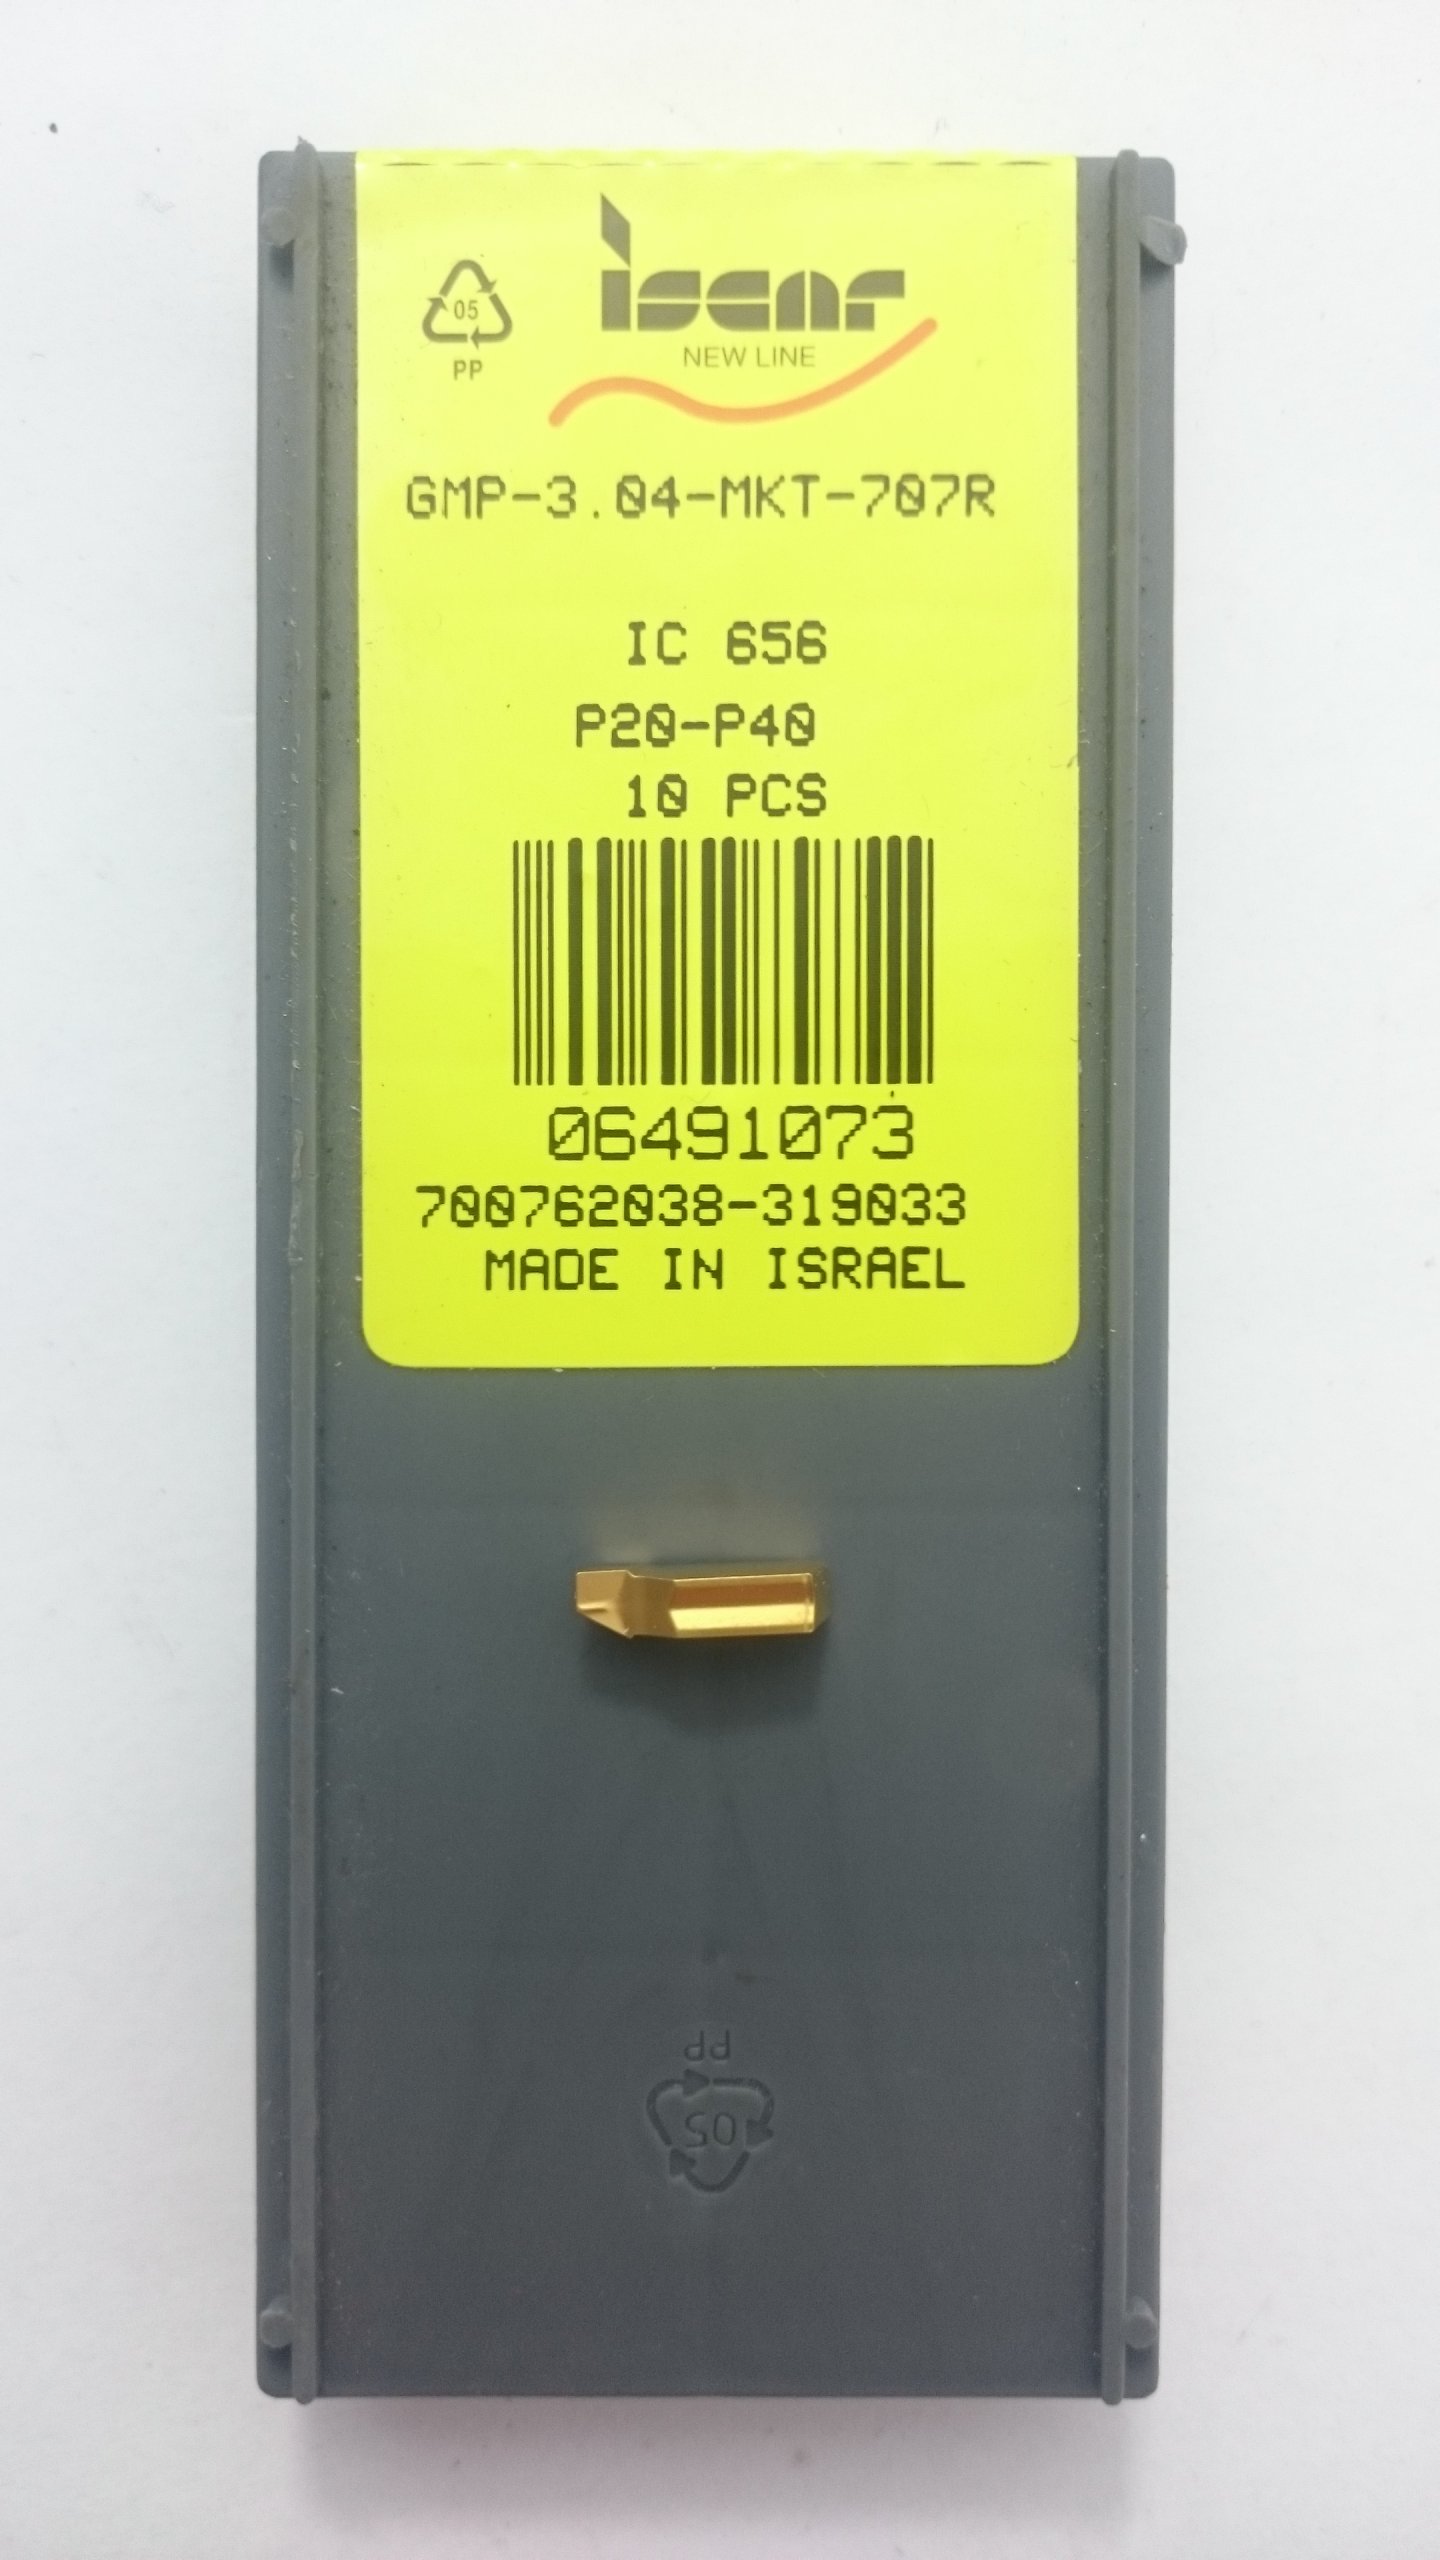 05
PP
iscar
NEW LINE
GMP-3.04-MKT-707R
IC 656
P20-P40
10 PCS
06491073
700762038-319033
MADE IN ISRAEL
PP
05